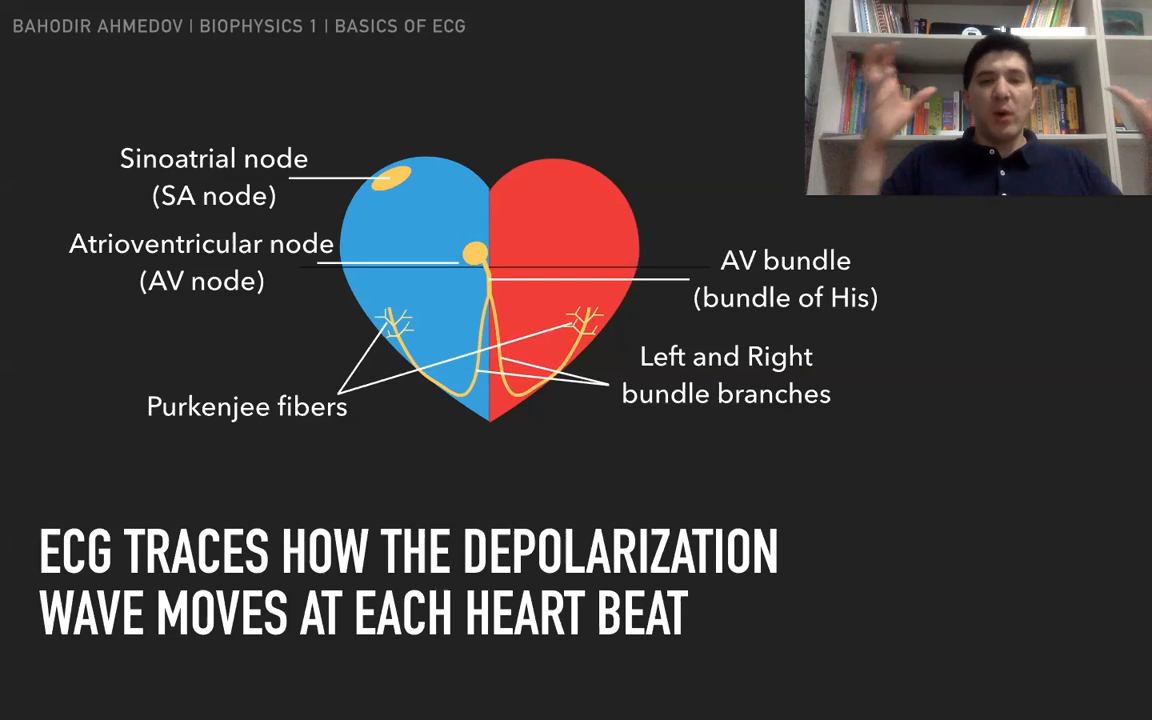 BAHODIR AHMEDOV | BIOPHYSICS 1 | BASICS OF ECG
Sinoatrial node
(SA node)
Atrioventricular node
(AV node)
AV bundle
(bundle of His)
Left and Right
bundle branches
Purkenjee fibers
ECG TRACES HOW THE DEPOLARIZATION
WAVE MOVES AT EACH HEART BEAT